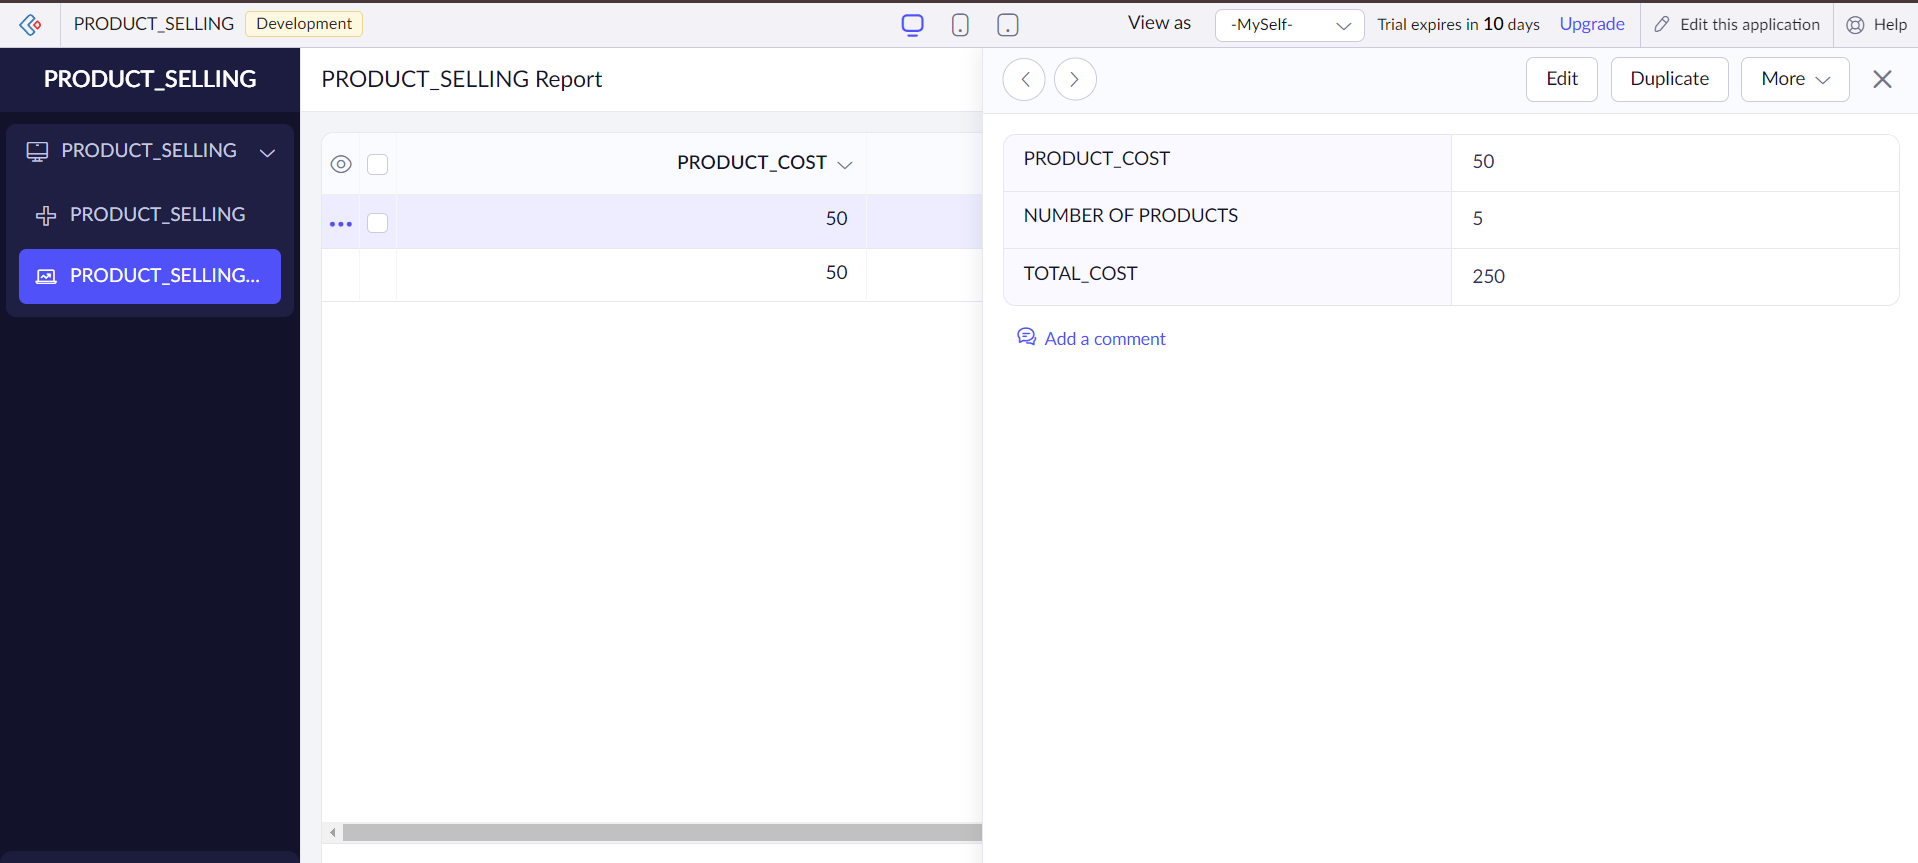 PRODUCT_SELLING Development View as -MySelf- Trial expires in 10 days Upgrade Edit this application Help
PRODUCT_SELLING
PRODUCT_SELLING
PRODUCT_SELLING
PRODUCT_SELLING...
PRODUCT_SELLING Report
PRODUCT_COST
50
50
Edit Duplicate More
PRODUCT_COST 50
NUMBER OF PRODUCTS 5
TOTAL_COST 250
Add a comment